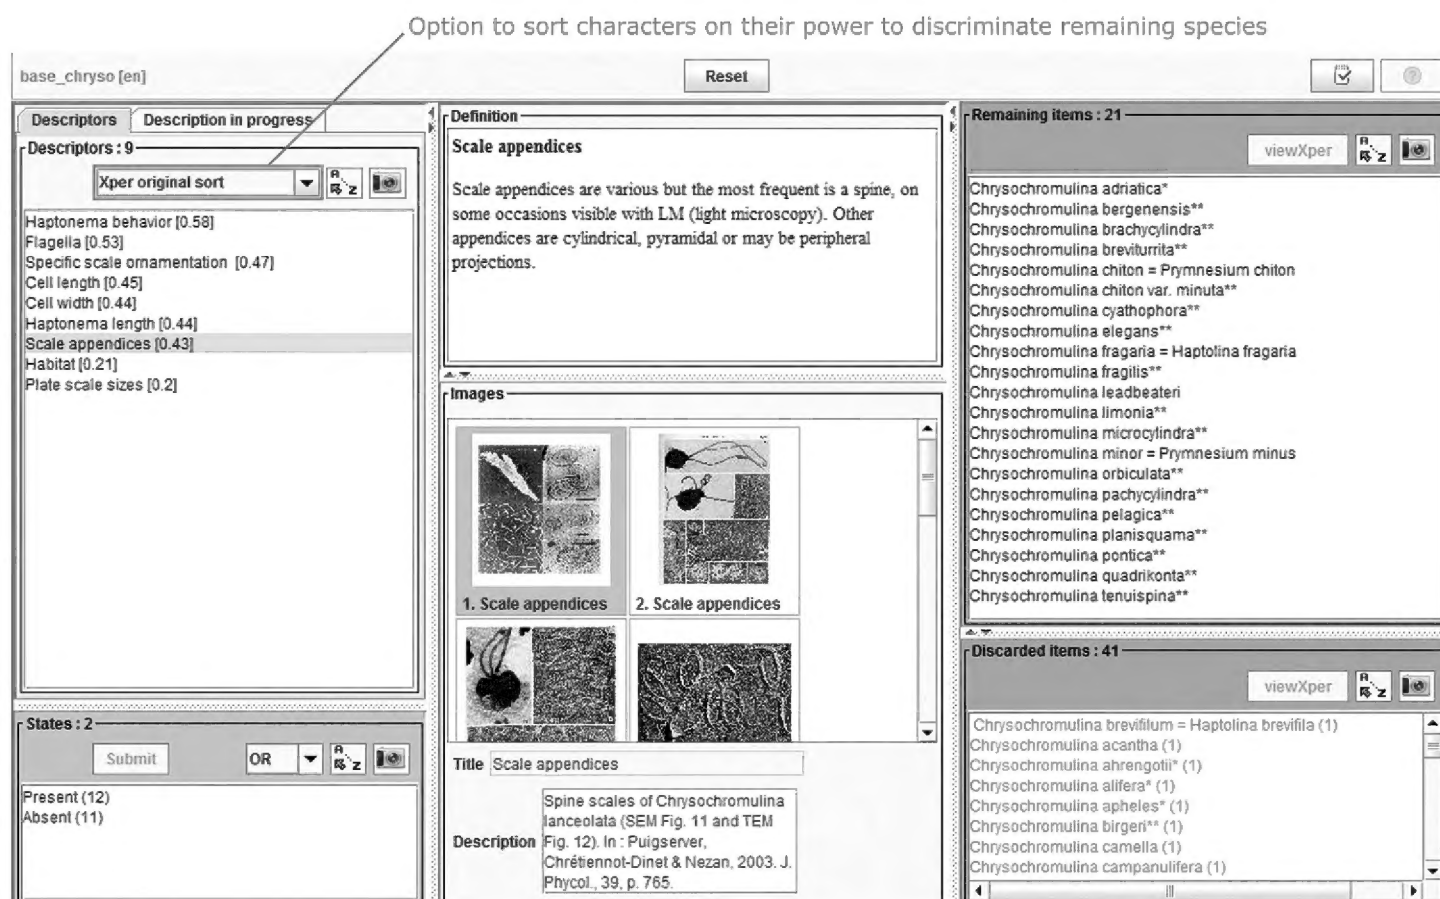 Option to sort characters on their power to discriminate remaining species
base_chryso [en]
Reset
Descriptors
Description in progress
Descriptors : 9
Xper original sort
Haptonema behavior [0.58]
Flagella [0.53]
Specific scale ornamentation [0.47]
Cell length [0.45]
Cell width [0.44]
Haptonema length [0.44]
Scale appendices [0.43]
Habitat [0.21]
Plate scale sizes [0.2]
States : 2
Submit
OR
Present (12)
Absent (11)
Definition
Scale appendices
Scale appendices are various but the most frequent is a spine, on
some occasions visible with LM (light microscopy). Other
appendices are cylindrical, pyramidal or may be peripheral
projections.
Images
1. Scale appendices
2. Scale appendices
Title Scale appendices
Description
Spine scales of Chrysochromulina
lanceolata (SEM Fig. 11 and TEM
Fig. 12). In : Puigserver,
Chrétiennot-Dinet & Nezan, 2003. J.
Phycol., 39, p. 765.
Remaining items : 21
viewXper
Chrysochromulina adriatica*
Chrysochromulina bergenensis**
Chrysochromulina brachycylindra**
Chrysochromulina breviturrita**
Chrysochromulina chiton = Prymnesium chiton
Chrysochromulina chiton var. minuta**
Chrysochromulina cyathophora**
Chrysochromulina elegans**
Chrysochromulina fragaria = Haptolina fragaria
Chrysochromulina fragilis**
Chrysochromulina leadbeateri
Chrysochromulina limonia**
Chrysochromulina microcylindra**
Chrysochromulina minor = Prymnesium minus
Chrysochromulina orbiculata**
Chrysochromulina pachycylindra**
Chrysochromulina pelagica**
Chrysochromulina planisquama**
Chrysochromulina pontica**
Chrysochromulina quadrikonta**
Chrysochromulina tenuispina**
Discarded items : 41
viewXper
Chrysochromulina brevifilum = Haptolina brevifila (1)
Chrysochromulina acantha (1)
Chrysochromulina ahrengotii* (1)
Chrysochromulina alifera* (1)
Chrysochromulina apheles* (1)
Chrysochromulina birgeri** (1)
Chrysochromulina camella (1)
Chrysochromulina campanulifera (1)